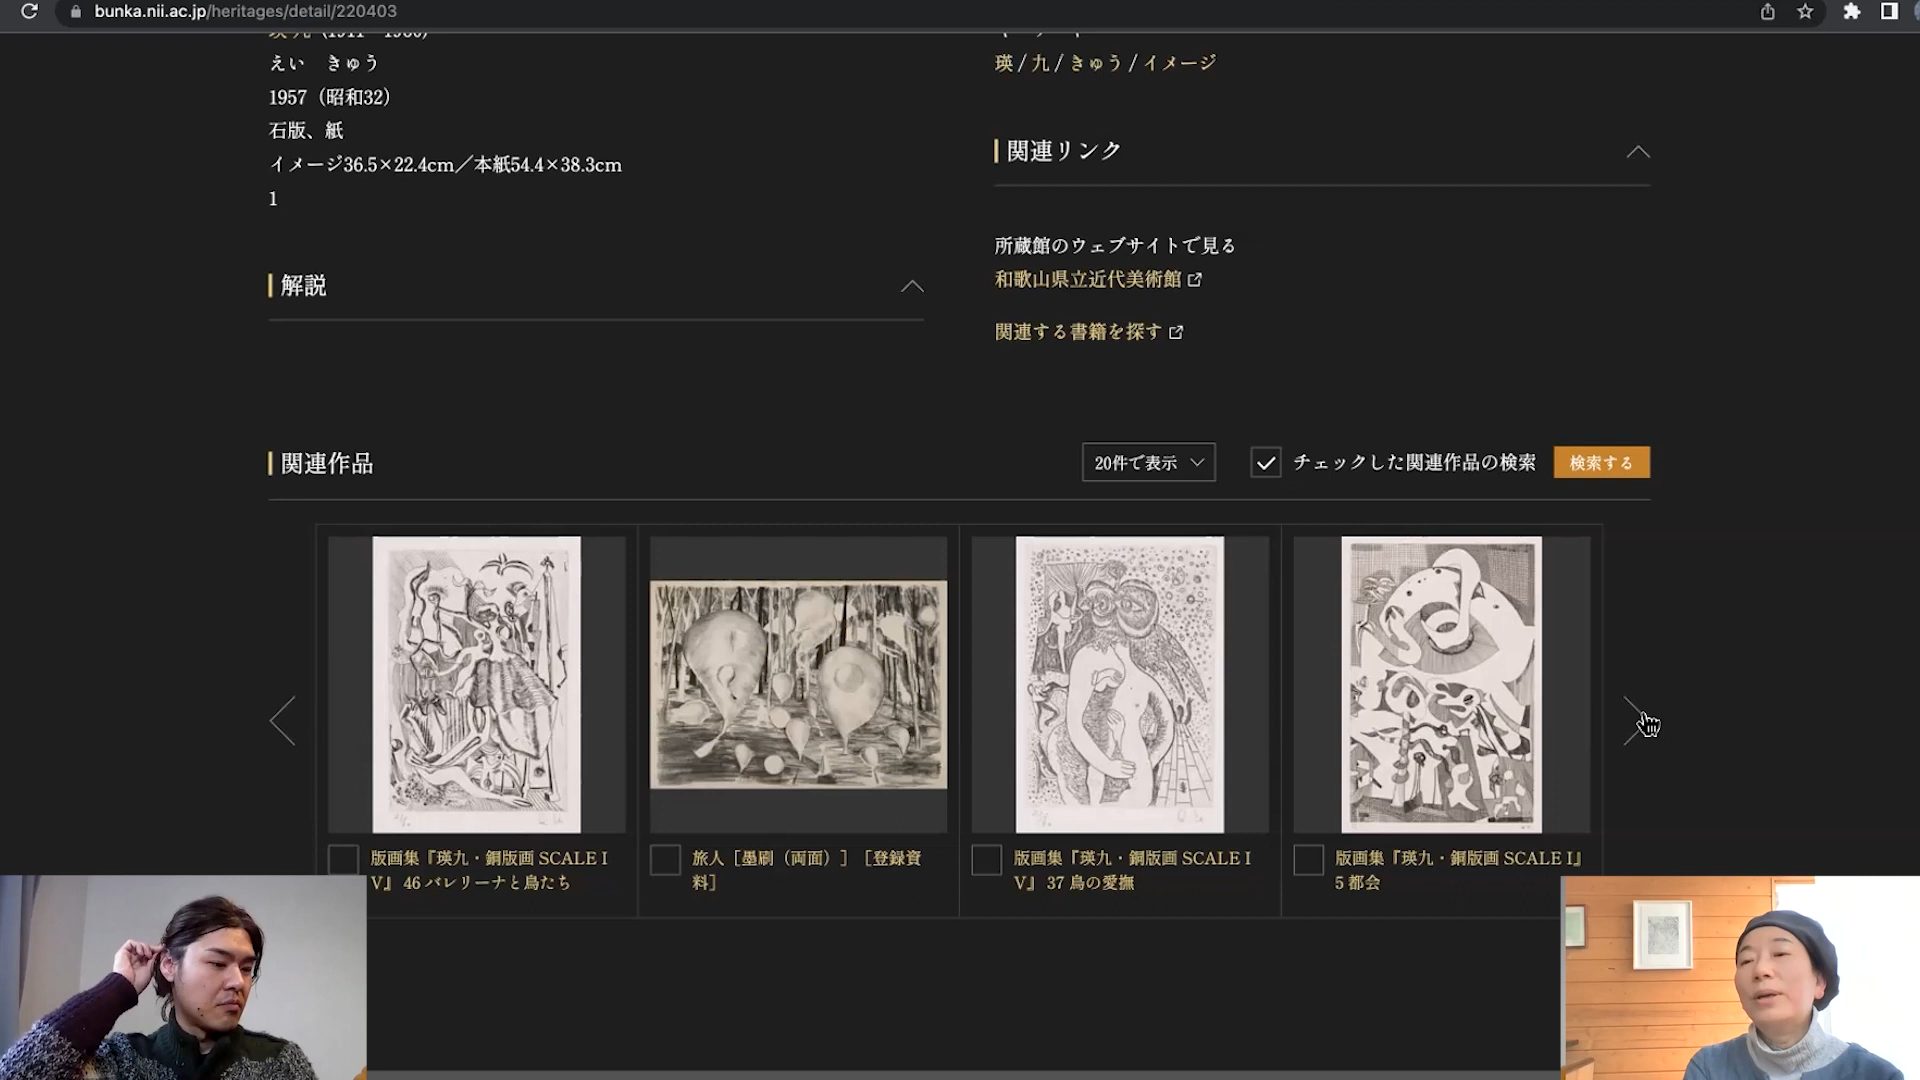 bunka.nii.ac.jp/heritages/detail/220403
えい　きゅう
1957（昭和32）
石版、紙
イメージ36.5×22.4cm／本紙54.4×38.3cm
1
解説
瑛 / 九 / きゅう / イメージ
関連リンク
所蔵館のウェブサイトで見る
和歌山県立近代美術館
関連する書籍を探す
関連作品
20件で表示
チェックした関連作品の検索
検索する
版画集『瑛九・銅版画 SCALE I
V』 46 バレリーナと鳥たち
旅人［墨刷（両面）］［登録資
料］
版画集『瑛九・銅版画 SCALE I
V』 37 鳥の愛撫
版画集『瑛九・銅版画 SCALE I』
5 都会